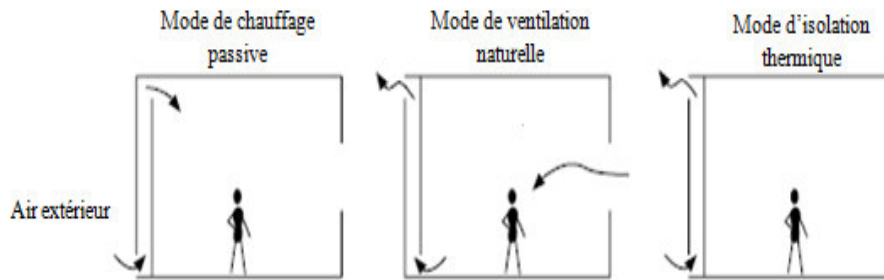 Mode de chauffage
passive
Mode de ventilation
naturelle
Mode d'isolation
thermique
Air extérieur